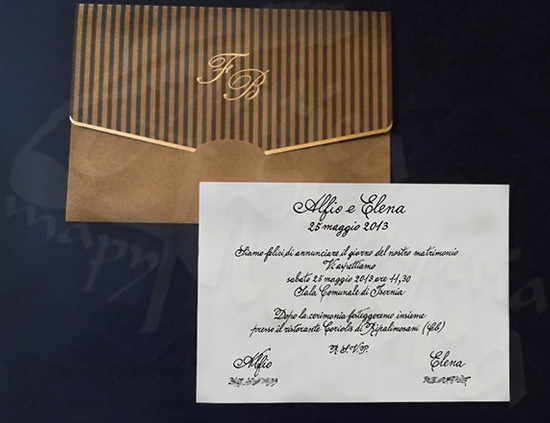 F B
Alfio e Elena
25 maggio 2013
Siamo felici di annunciare il giorno del nostro matrimonio
Vi aspettiamo
sabato 25 maggio 2013 ore 11,30
Sala Comunale di Isernia
Dopo la cerimonia festeggeremo insieme
presso il ristorante Coriolis di Ripalimosani (Cb)
R.S.V.P.
Alfio Elena